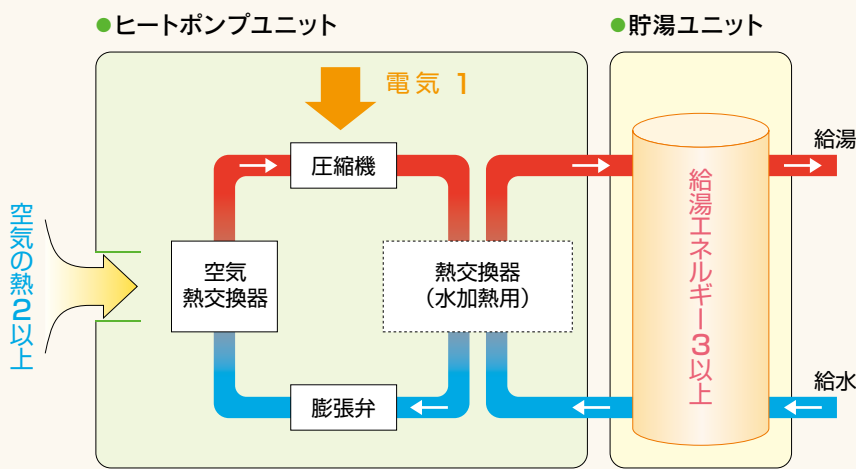 ●ヒートポンプユニット
●貯湯ユニット
電気 1
圧縮機
給湯
空気の熱2以上
空気
熱交換器
熱交換器
（水加熱用）
給湯エネルギー3以上
膨張弁
給水